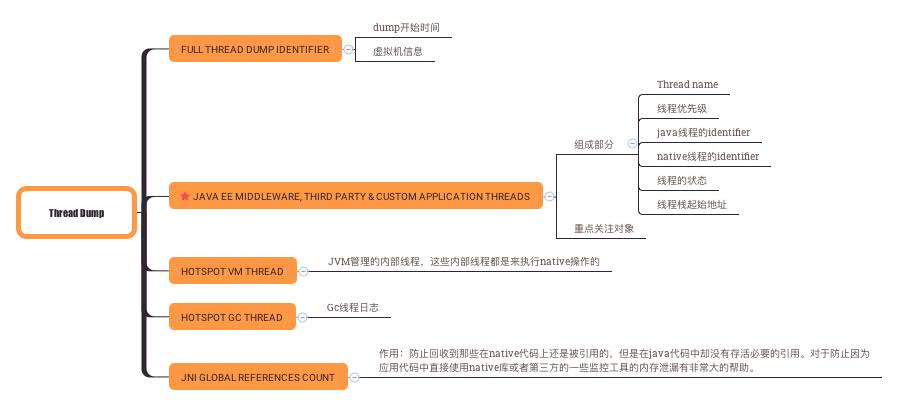 Thread Dump
FULL THREAD DUMP IDENTIFIER
dump开始时间
虚拟机信息
JAVA EE MIDDLEWARE, THIRD PARTY & CUSTOM APPLICATION THREADS
组成部分
Thread name
线程优先级
java线程的identifier
native线程的identifier
线程的状态
线程栈起始地址
重点关注对象
HOTSPOT VM THREAD
JVM管理的内部线程，这些内部线程都是来执行native操作的
HOTSPOT GC THREAD
Gc线程日志
JNI GLOBAL REFERENCES COUNT
作用：防止回收到那些在native代码上还是被引用的，但是在java代码中却没有存活必要的引用。对于防止因为
应用代码中直接使用native库或者第三方的一些监控工具的内存泄漏有非常大的帮助。